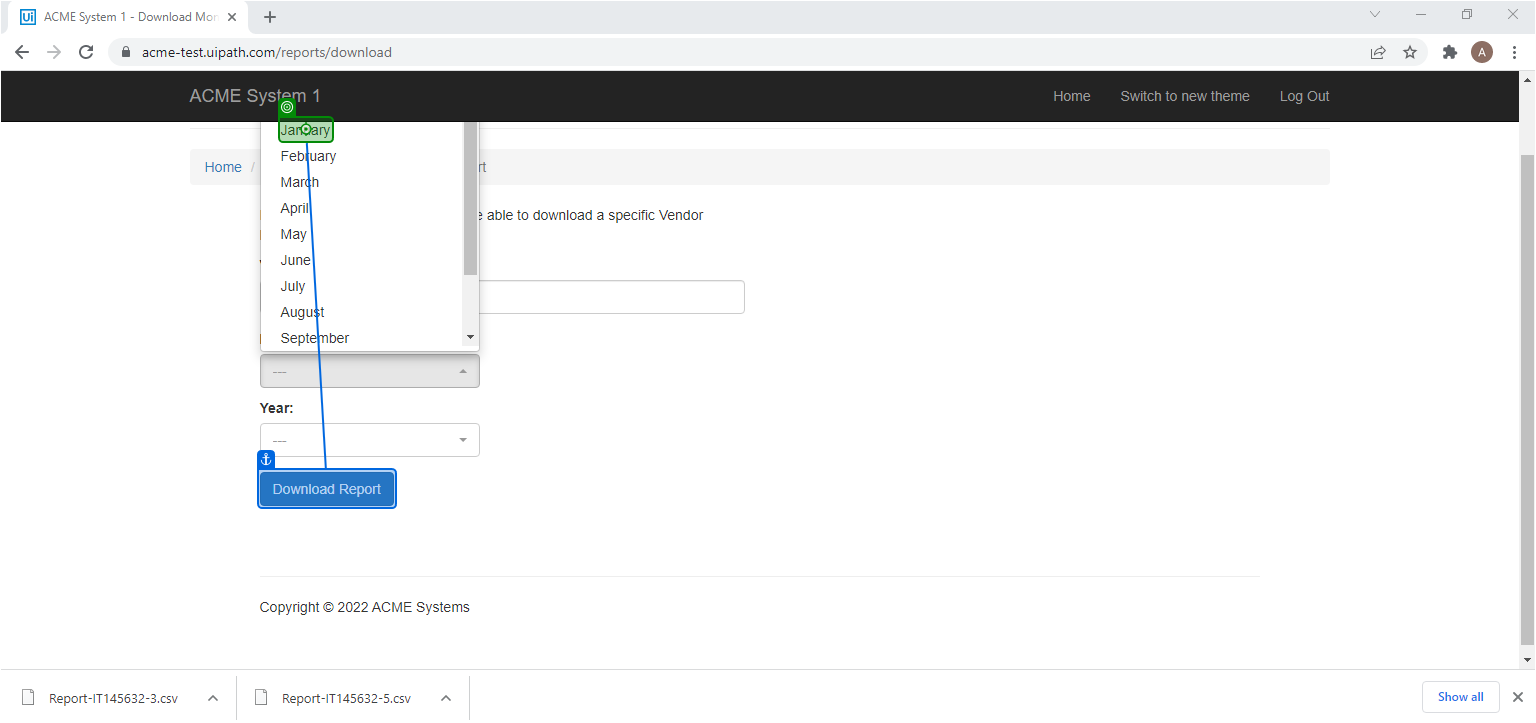 ACME System 1 - Download Mon
acme-test.uipath.com/reports/download
A
ACME System 1
Home
Switch to new theme
Log Out
January
February
March
April
May
June
July
August
September
Home /
rt
e able to download a specific Vendor
---
Year:
---
Download Report
Copyright © 2022 ACME Systems
Report-IT145632-3.csv
Report-IT145632-5.csv
Show all